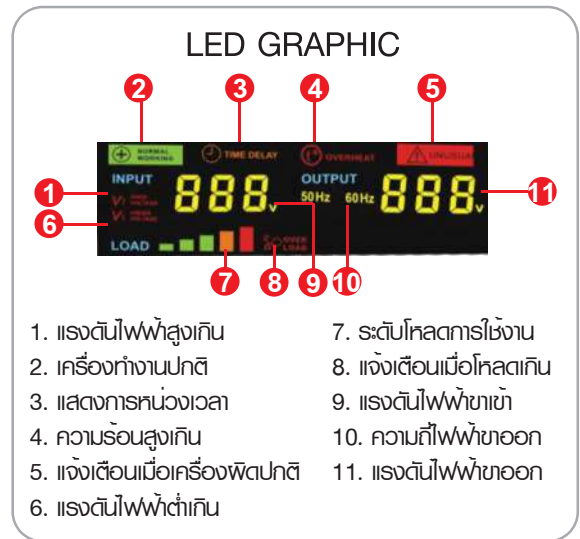 LED GRAPHIC
2 3 4 5
NORMAL WORKING TIME DELAY OVERHEAT UNUSUAL
INPUT 888v OUTPUT 50Hz 60Hz 888v
1 11
OVER VOLTAGE
UNDER VOLTAGE
6
LOAD OVER LOAD
7 8 9 10
1. แรงดันไฟฟ้าสูงเกิน
2. เครื่องทำงานปกติ
3. แสดงการหน่วงเวลา
4. ความร้อนสูงเกิน
5. แจ้งเตือนเมื่อเครื่องผิดปกติ
6. แรงดันไฟฟ้าต่ำเกิน
7. ระดับโหลดการใช้งาน
8. แจ้งเตือนเมื่อโหลดเกิน
9. แรงดันไฟฟ้าขาเข้า
10. ความถี่ไฟฟ้าขาออก
11. แรงดันไฟฟ้าขาออก